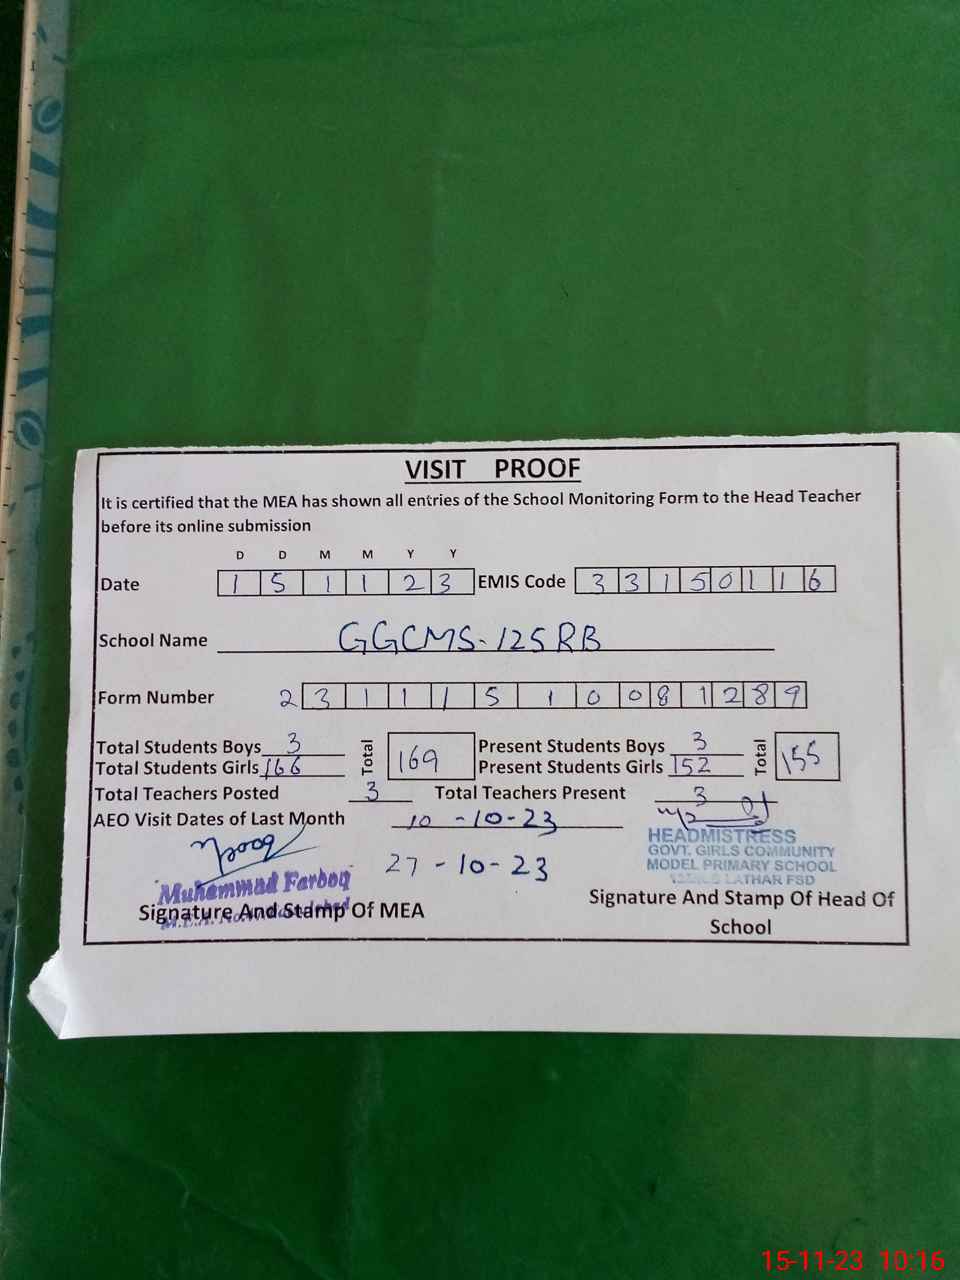 VISIT PROOF
It is certified that the MEA has shown all entries of the School Monitoring Form to the Head Teacher
before its online submission
D D M M Y Y
Date 1 5 1 1 2 3 EMIS Code 3 3 1 5 0 1 1 6
School Name GGCMS-125RB
Form Number 2 3 1 1 1 5 1 0 0 8 1 2 8 9
Total Students Boys 3 Total 169 Present Students Boys 3 Total 155
Total Students Girls 166 Present Students Girls 152
Total Teachers Posted 3 Total Teachers Present 3
AEO Visit Dates of Last Month 10-10-23
27-10-23
HEADMISTRESS
GOVT. GIRLS COMMUNITY
MODEL PRIMARY SCHOOL
LATHAR FSD
Muhammad Farooq
M.E.A.
Signature And Stamp Of MEA
Signature And Stamp Of Head Of
School
15-11-23 10:16